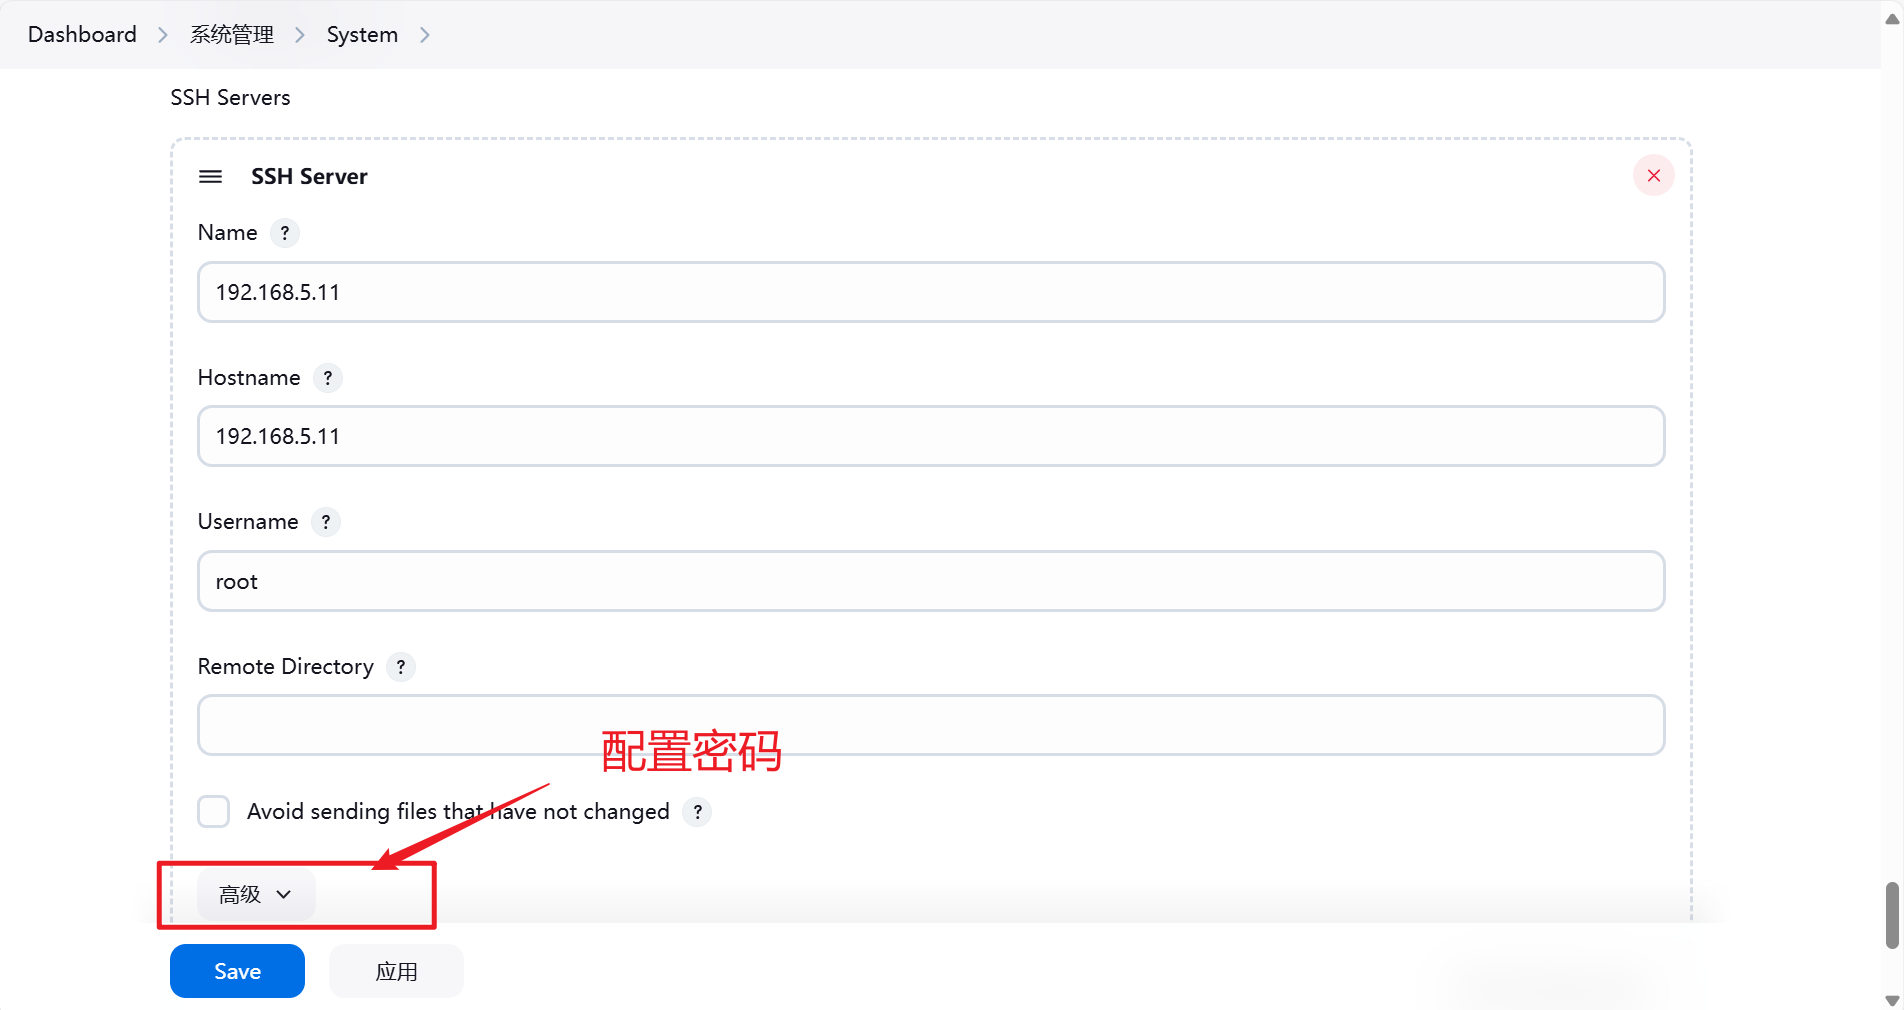 Dashboard > 系统管理 > System >
SSH Servers
SSH Server
Name ?
192.168.5.11
Hostname ?
192.168.5.11
Username ?
root
Remote Directory ?
配置密码
Avoid sending files that have not changed ?
高级
Save 应用